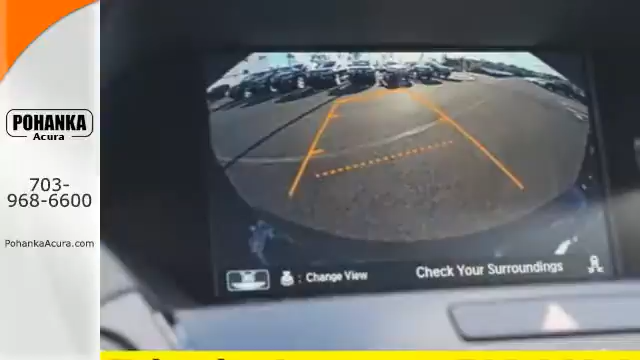 POHANKA
Acura
703-
968-6600
PohankaAcura.com
: Change View
Check Your Surroundings